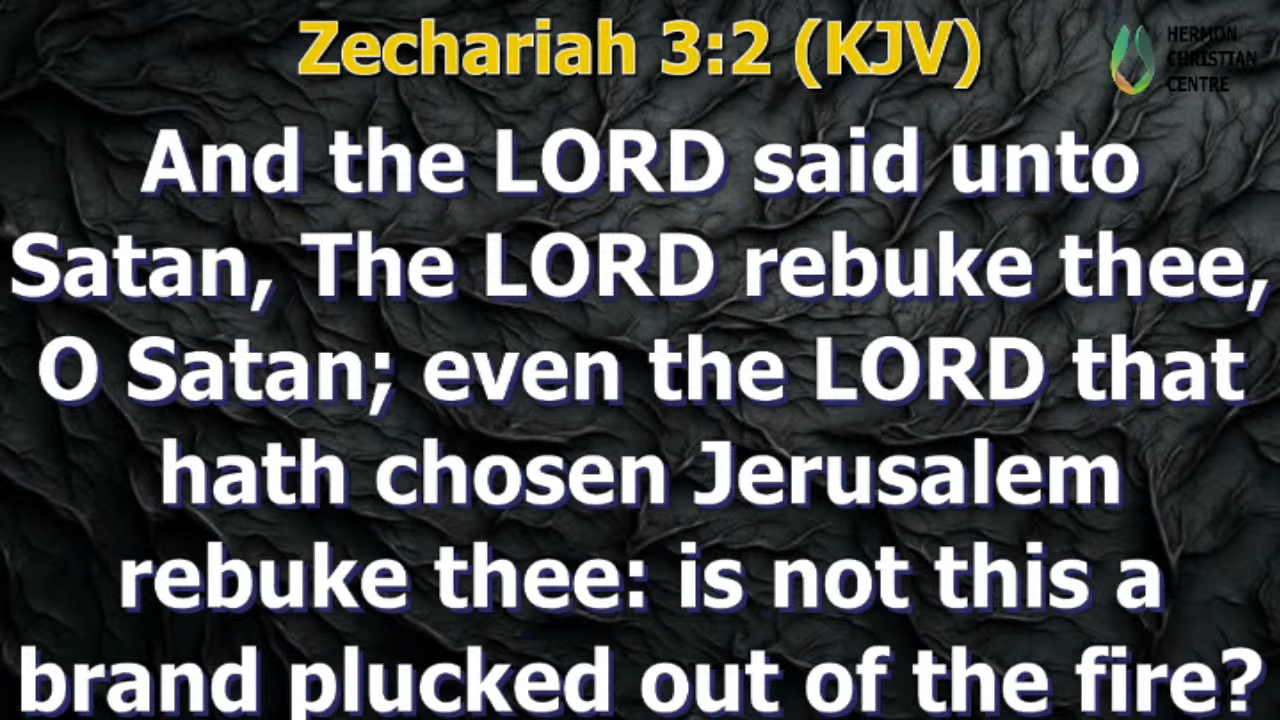 Zechariah 3:2 (KJV)
HERMON
CHRISTIAN
CENTRE
And the LORD said unto
Satan, The LORD rebuke thee,
O Satan; even the LORD that
hath chosen Jerusalem
rebuke thee: is not this a
brand plucked out of the fire?